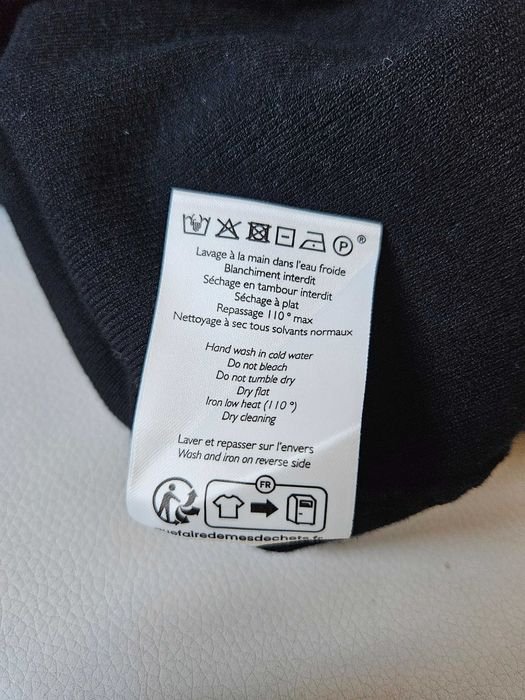 P ®
Lavage à la main dans l'eau froide
Blanchiment interdit
Séchage en tambour interdit
Séchage à plat
Repassage 110° max
Nettoyage à sec tous solvants normaux
Hand wash in cold water
Do not bleach
Do not tumble dry
Dry flat
Iron low heat (110 °)
Dry cleaning
Laver et repasser sur l'envers
Wash and iron on reverse side
FR
quefairedemesdechets.fr